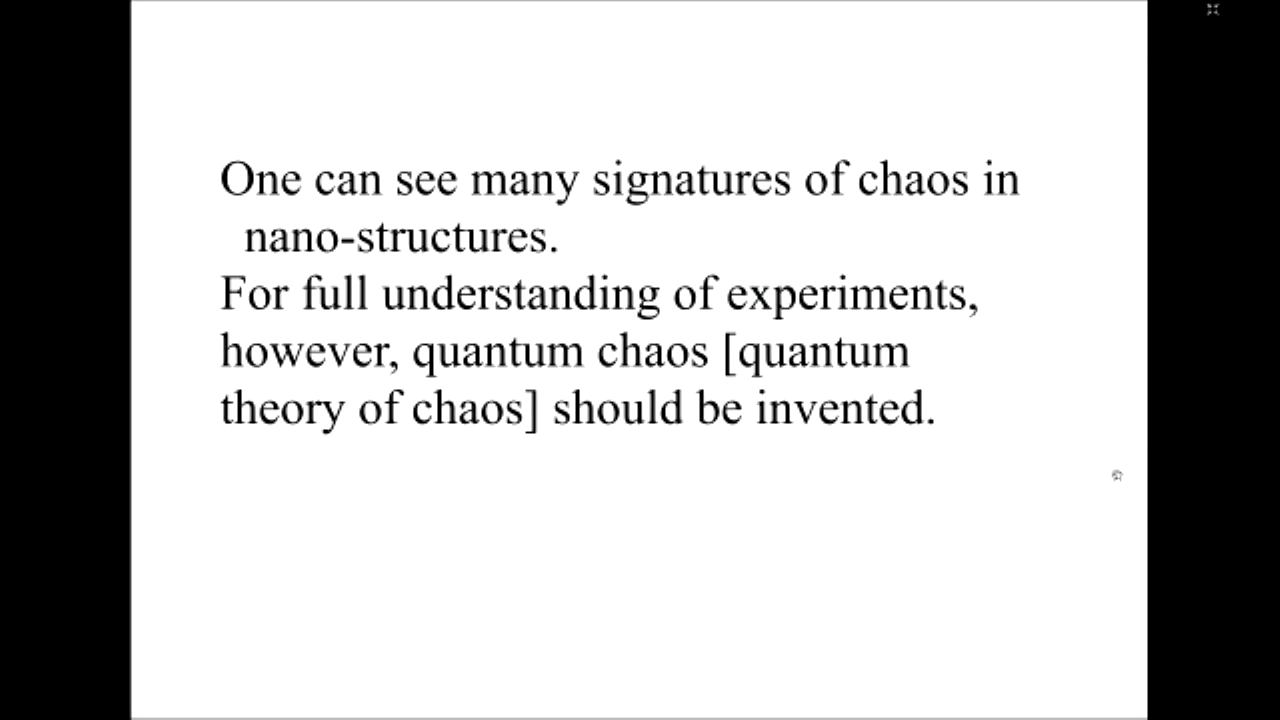 One can see many signatures of chaos in
nano-structures.
For full understanding of experiments,
however, quantum chaos [quantum
theory of chaos] should be invented.